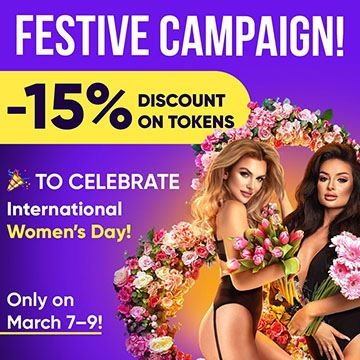 FESTIVE CAMPAIGN!
-15% DISCOUNT
ON TOKENS
🎉 TO CELEBRATE
International
Women's Day!
Only on
March 7–9!